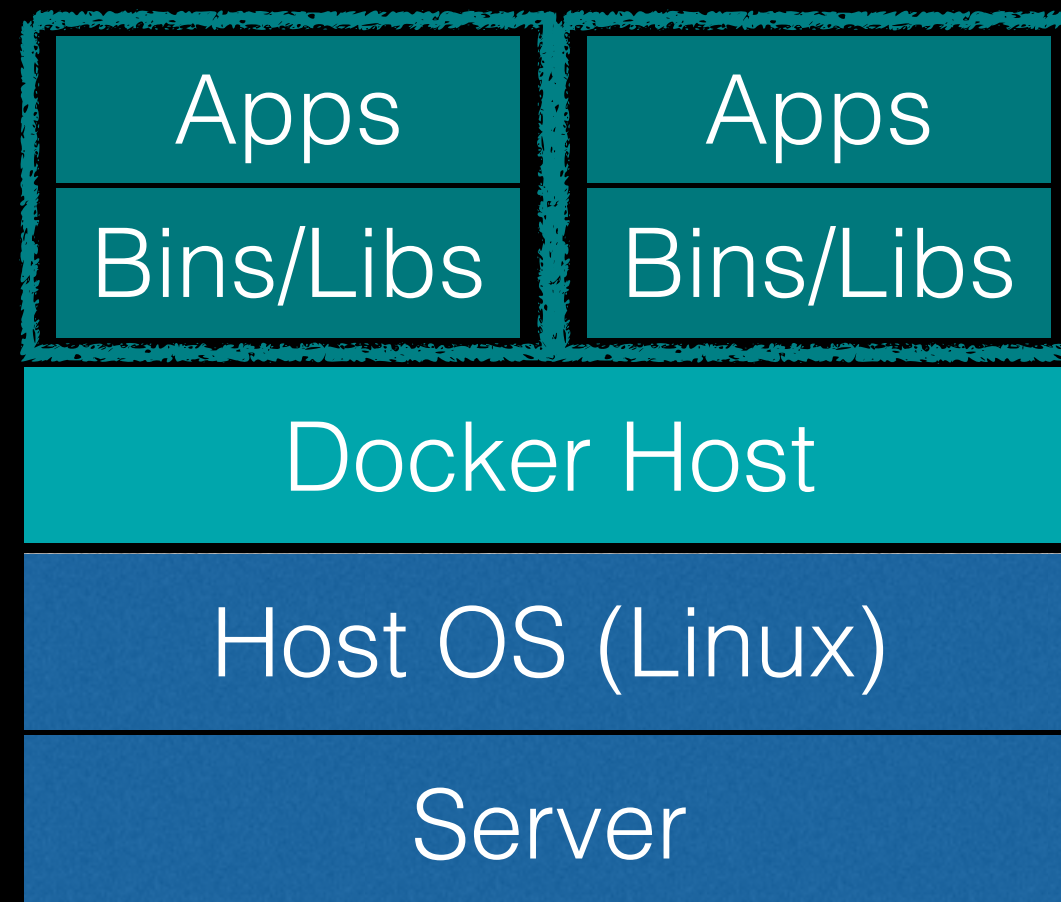 Apps
Apps
Bins/Libs
Bins/Libs
Docker Host
Host OS (Linux)
Server